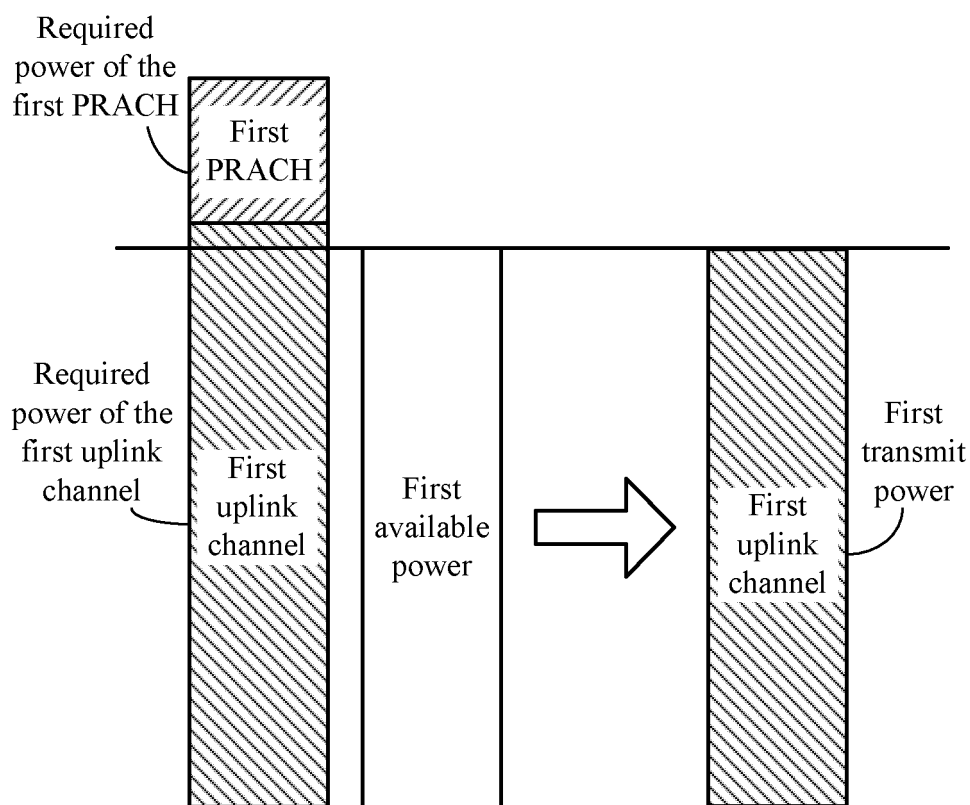 Required
power of the
first PRACH
First
PRACH
Required
power of the
first uplink
channel
First
uplink
channel
First
available
power
First
uplink
channel
First
transmit
power